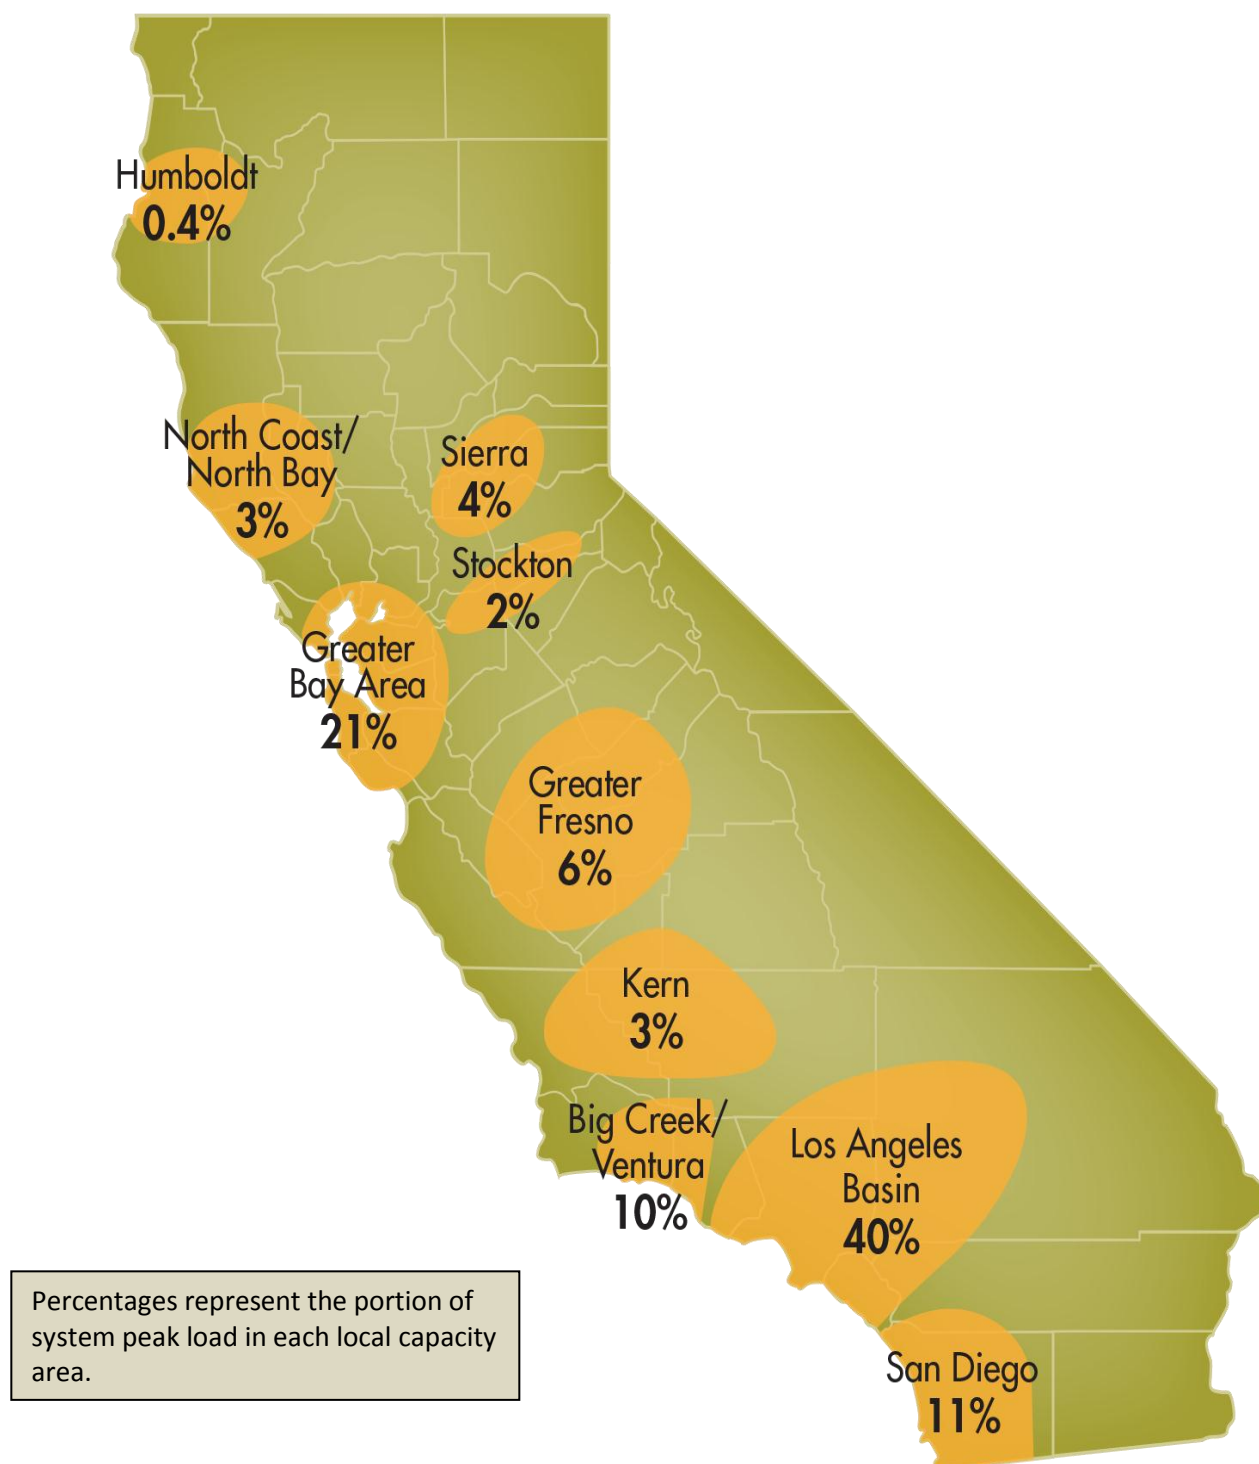 Humboldt
0.4%
North Coast/
North Bay
3%
Sierra
4%
Stockton
2%
Greater
Bay Area
21%
Greater
Fresno
6%
Kern
3%
Big Creek/
Ventura
10%
Los Angeles
Basin
40%
San Diego
11%
Percentages represent the portion of
system peak load in each local capacity
area.